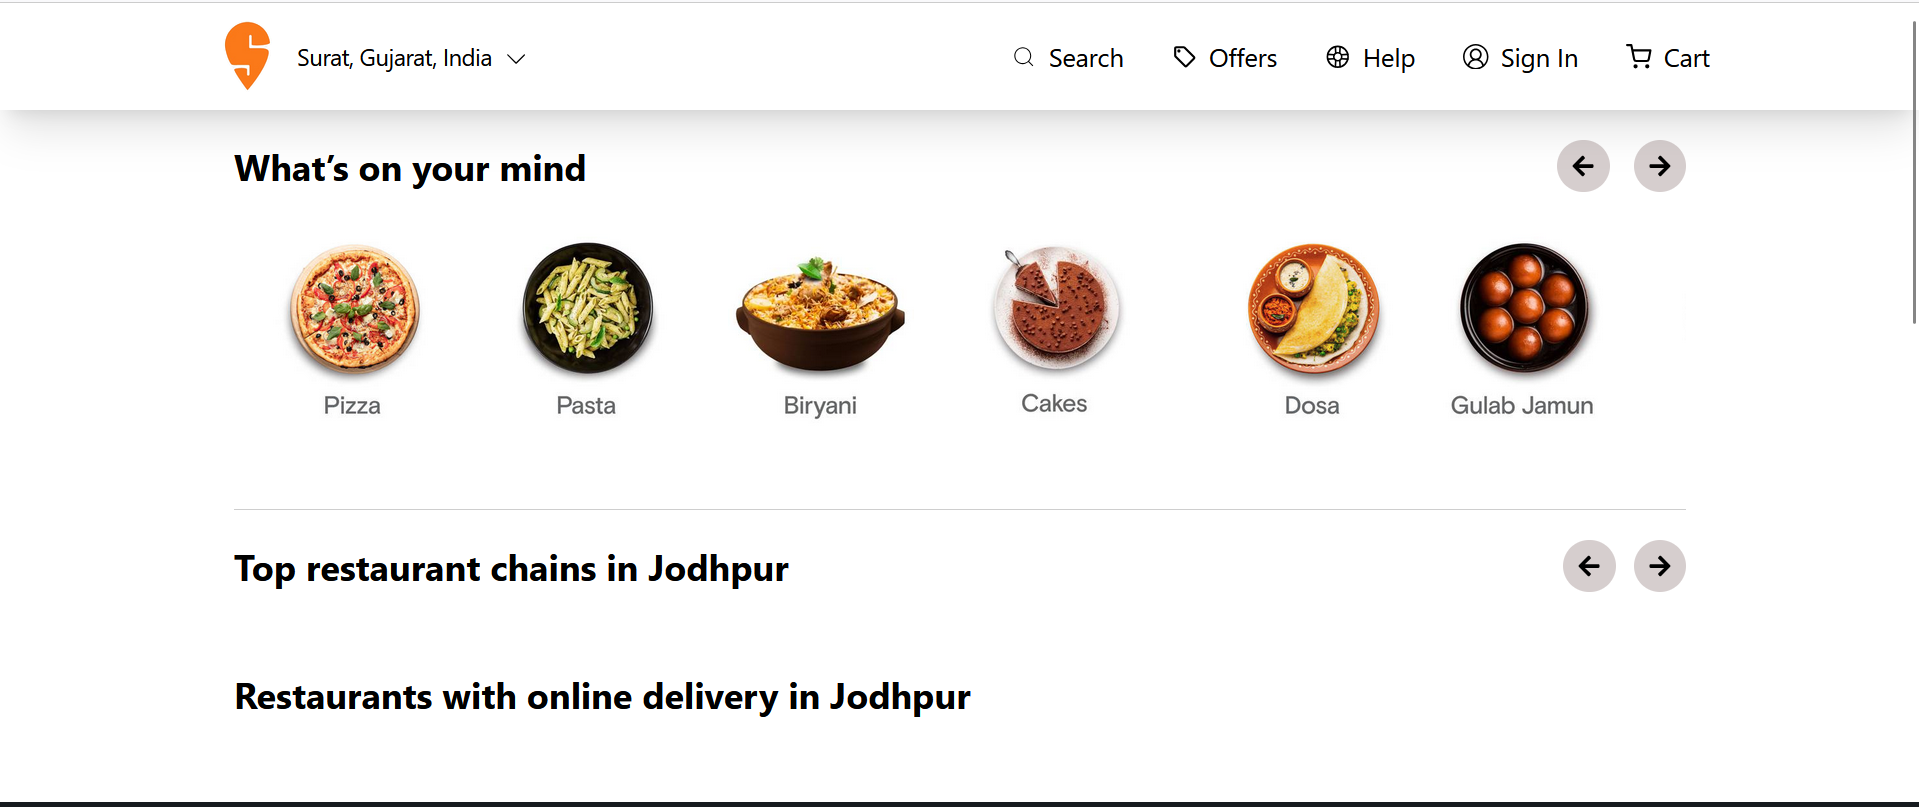 Surat, Gujarat, India
Search
Offers
Help
Sign In
Cart
What’s on your mind
Pizza
Pasta
Biryani
Cakes
Dosa
Gulab Jamun
Top restaurant chains in Jodhpur
Restaurants with online delivery in Jodhpur